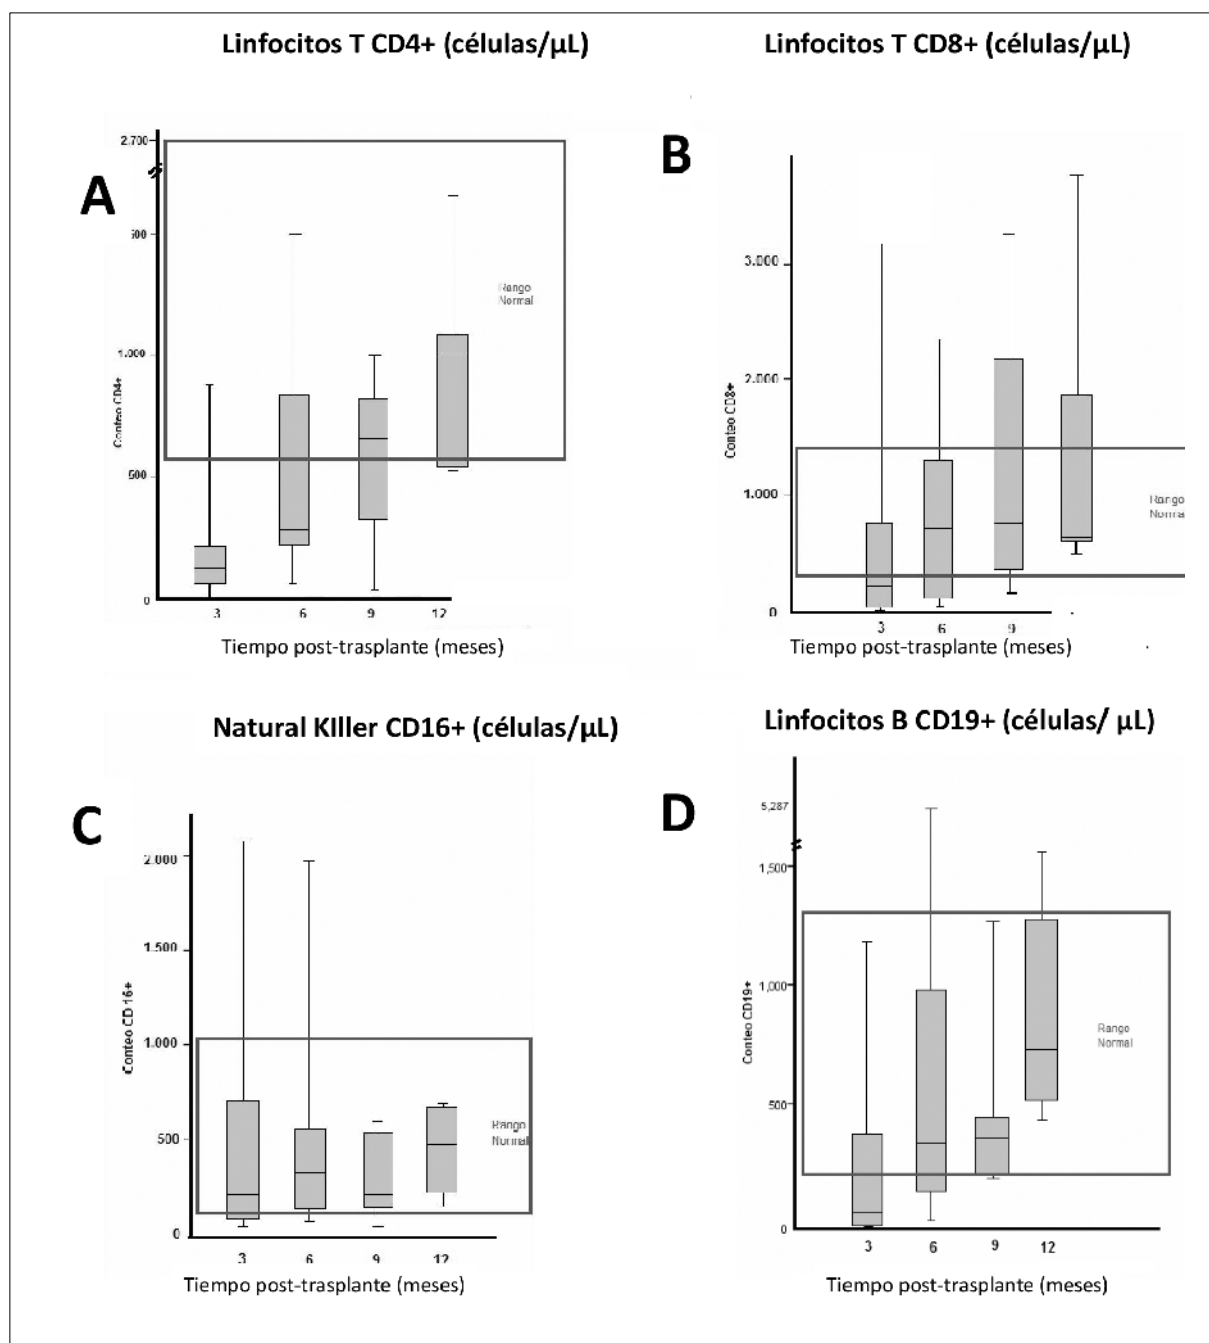 Linfocitos T CD4+ (células/µL)
A
2.700
500
1.000
500
0
Conteo CD4+
Rango
Normal
3 6 9 12
Tiempo post-trasplante (meses)
Linfocitos T CD8+ (células/µL)
B
3.000
2.000
1.000
0
Conteo CD8+
Rango
Norma
3 6 9
Tiempo post-trasplante (meses)
Natural KIller CD16+ (células/µL)
C
2.000
1.500
1.000
500
0
Conteo CD 16+
Rango
Normal
3 6 9 12
Tiempo post-trasplante (meses)
Linfocitos B CD19+ (células/ µL)
D
5,287
1,500
1,000
500
0
Conteo CD19+
Rango
Normal
3 6 9 12
Tiempo post-trasplante (meses)